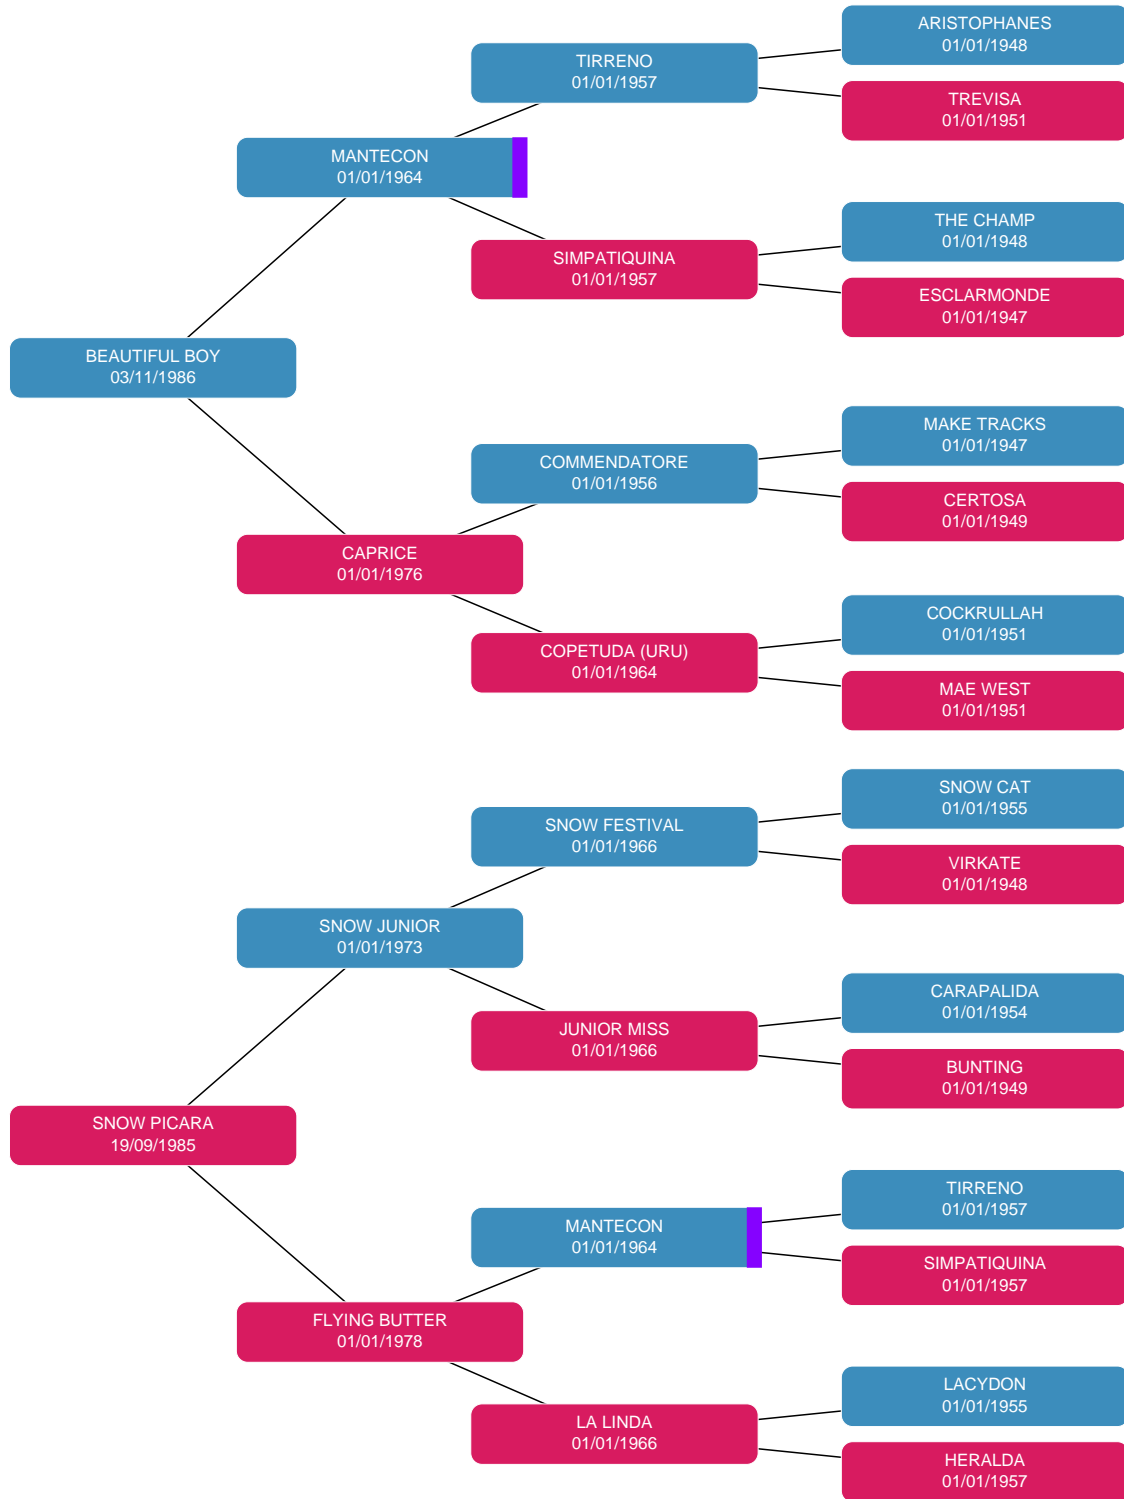 ARISTOPHANES
01/01/1948
TIRRENO
01/01/1957
TREVISA
01/01/1951
MANTECON
01/01/1964
THE CHAMP
01/01/1948
SIMPATIQUINA
01/01/1957
ESCLARMONDE
01/01/1947
BEAUTIFUL BOY
03/11/1986
MAKE TRACKS
01/01/1947
COMMENDATORE
01/01/1956
CERTOSA
01/01/1949
CAPRICE
01/01/1976
COCKRULLAH
01/01/1951
COPETUDA (URU)
01/01/1964
MAE WEST
01/01/1951
SNOW CAT
01/01/1955
SNOW FESTIVAL
01/01/1966
VIRKATE
01/01/1948
SNOW JUNIOR
01/01/1973
CARAPALIDA
01/01/1954
JUNIOR MISS
01/01/1966
BUNTING
01/01/1949
SNOW PICARA
19/09/1985
TIRRENO
01/01/1957
MANTECON
01/01/1964
SIMPATIQUINA
01/01/1957
FLYING BUTTER
01/01/1978
LACYDON
01/01/1955
LA LINDA
01/01/1966
HERALDA
01/01/1957